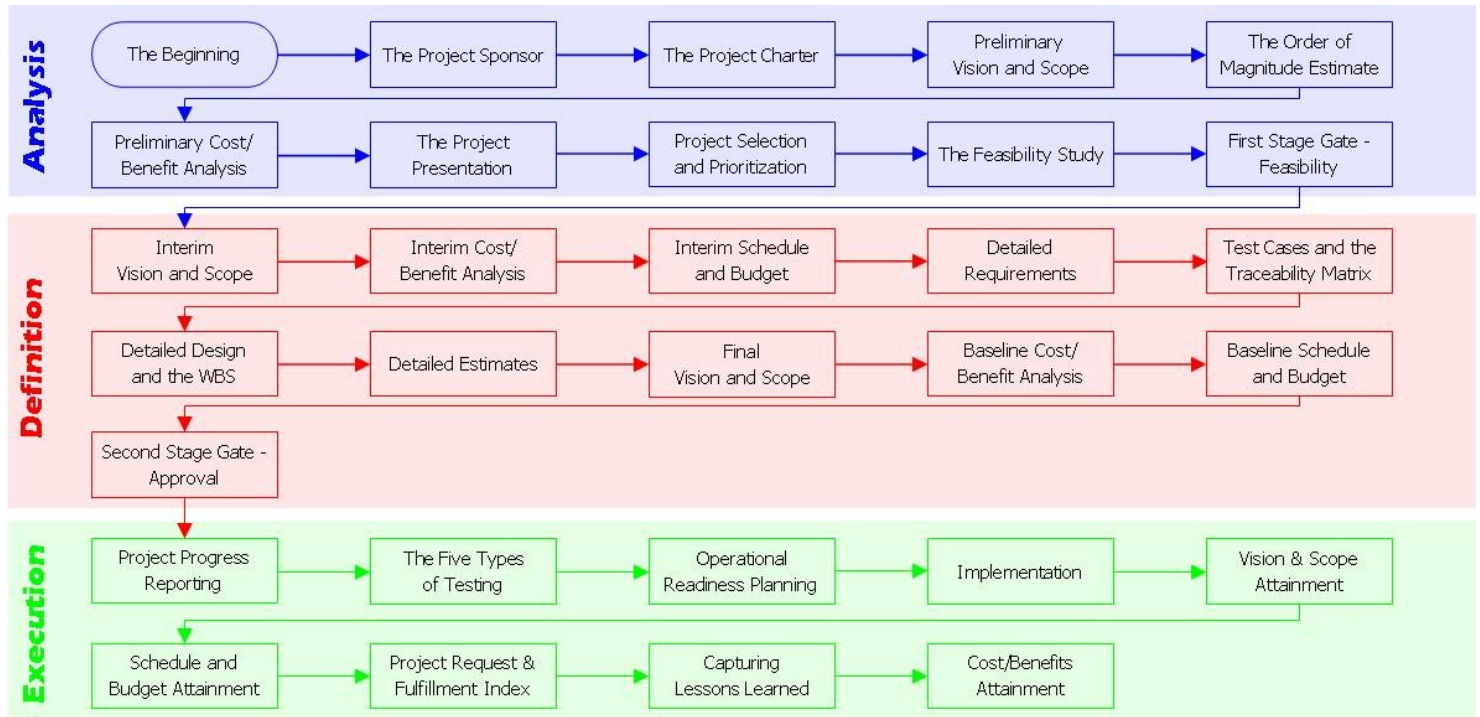 Analysis
The Beginning
The Project Sponsor
The Project Charter
Preliminary
Vision and Scope
The Order of
Magnitude Estimate
Preliminary Cost/
Benefit Analysis
The Project
Presentation
Project Selection
and Prioritization
The Feasibility Study
First Stage Gate -
Feasibility
Definition
Interim
Vision and Scope
Interim Cost/
Benefit Analysis
Interim Schedule
and Budget
Detailed
Requirements
Test Cases and the
Traceability Matrix
Detailed Design
and the WBS
Detailed Estimates
Final
Vision and Scope
Baseline Cost/
Benefit Analysis
Baseline Schedule
and Budget
Second Stage Gate -
Approval
Execution
Project Progress
Reporting
The Five Types
of Testing
Operational
Readiness Planning
Implementation
Vision & Scope
Attainment
Schedule and
Budget Attainment
Project Request &
Fulfillment Index
Capturing
Lessons Learned
Cost/Benefits
Attainment